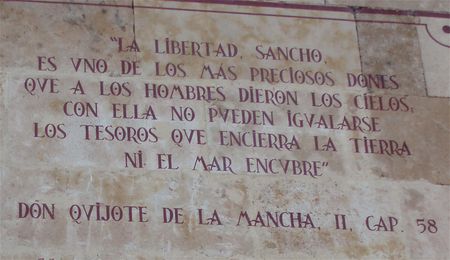 "LA LIBERTAD, SANCHO,
ES VNO DE LOS MÁS PRECIOSOS DONES
QVE A LOS HOMBRES DIERON LOS CIELOS,
CON ELLA NO PVEDEN IGVALARSE
LOS TESOROS QVE ENCIERRA LA TIERRA
NI EL MAR ENCVBRE"
DON QVIJOTE DE LA MANCHA, II, CAP. 58